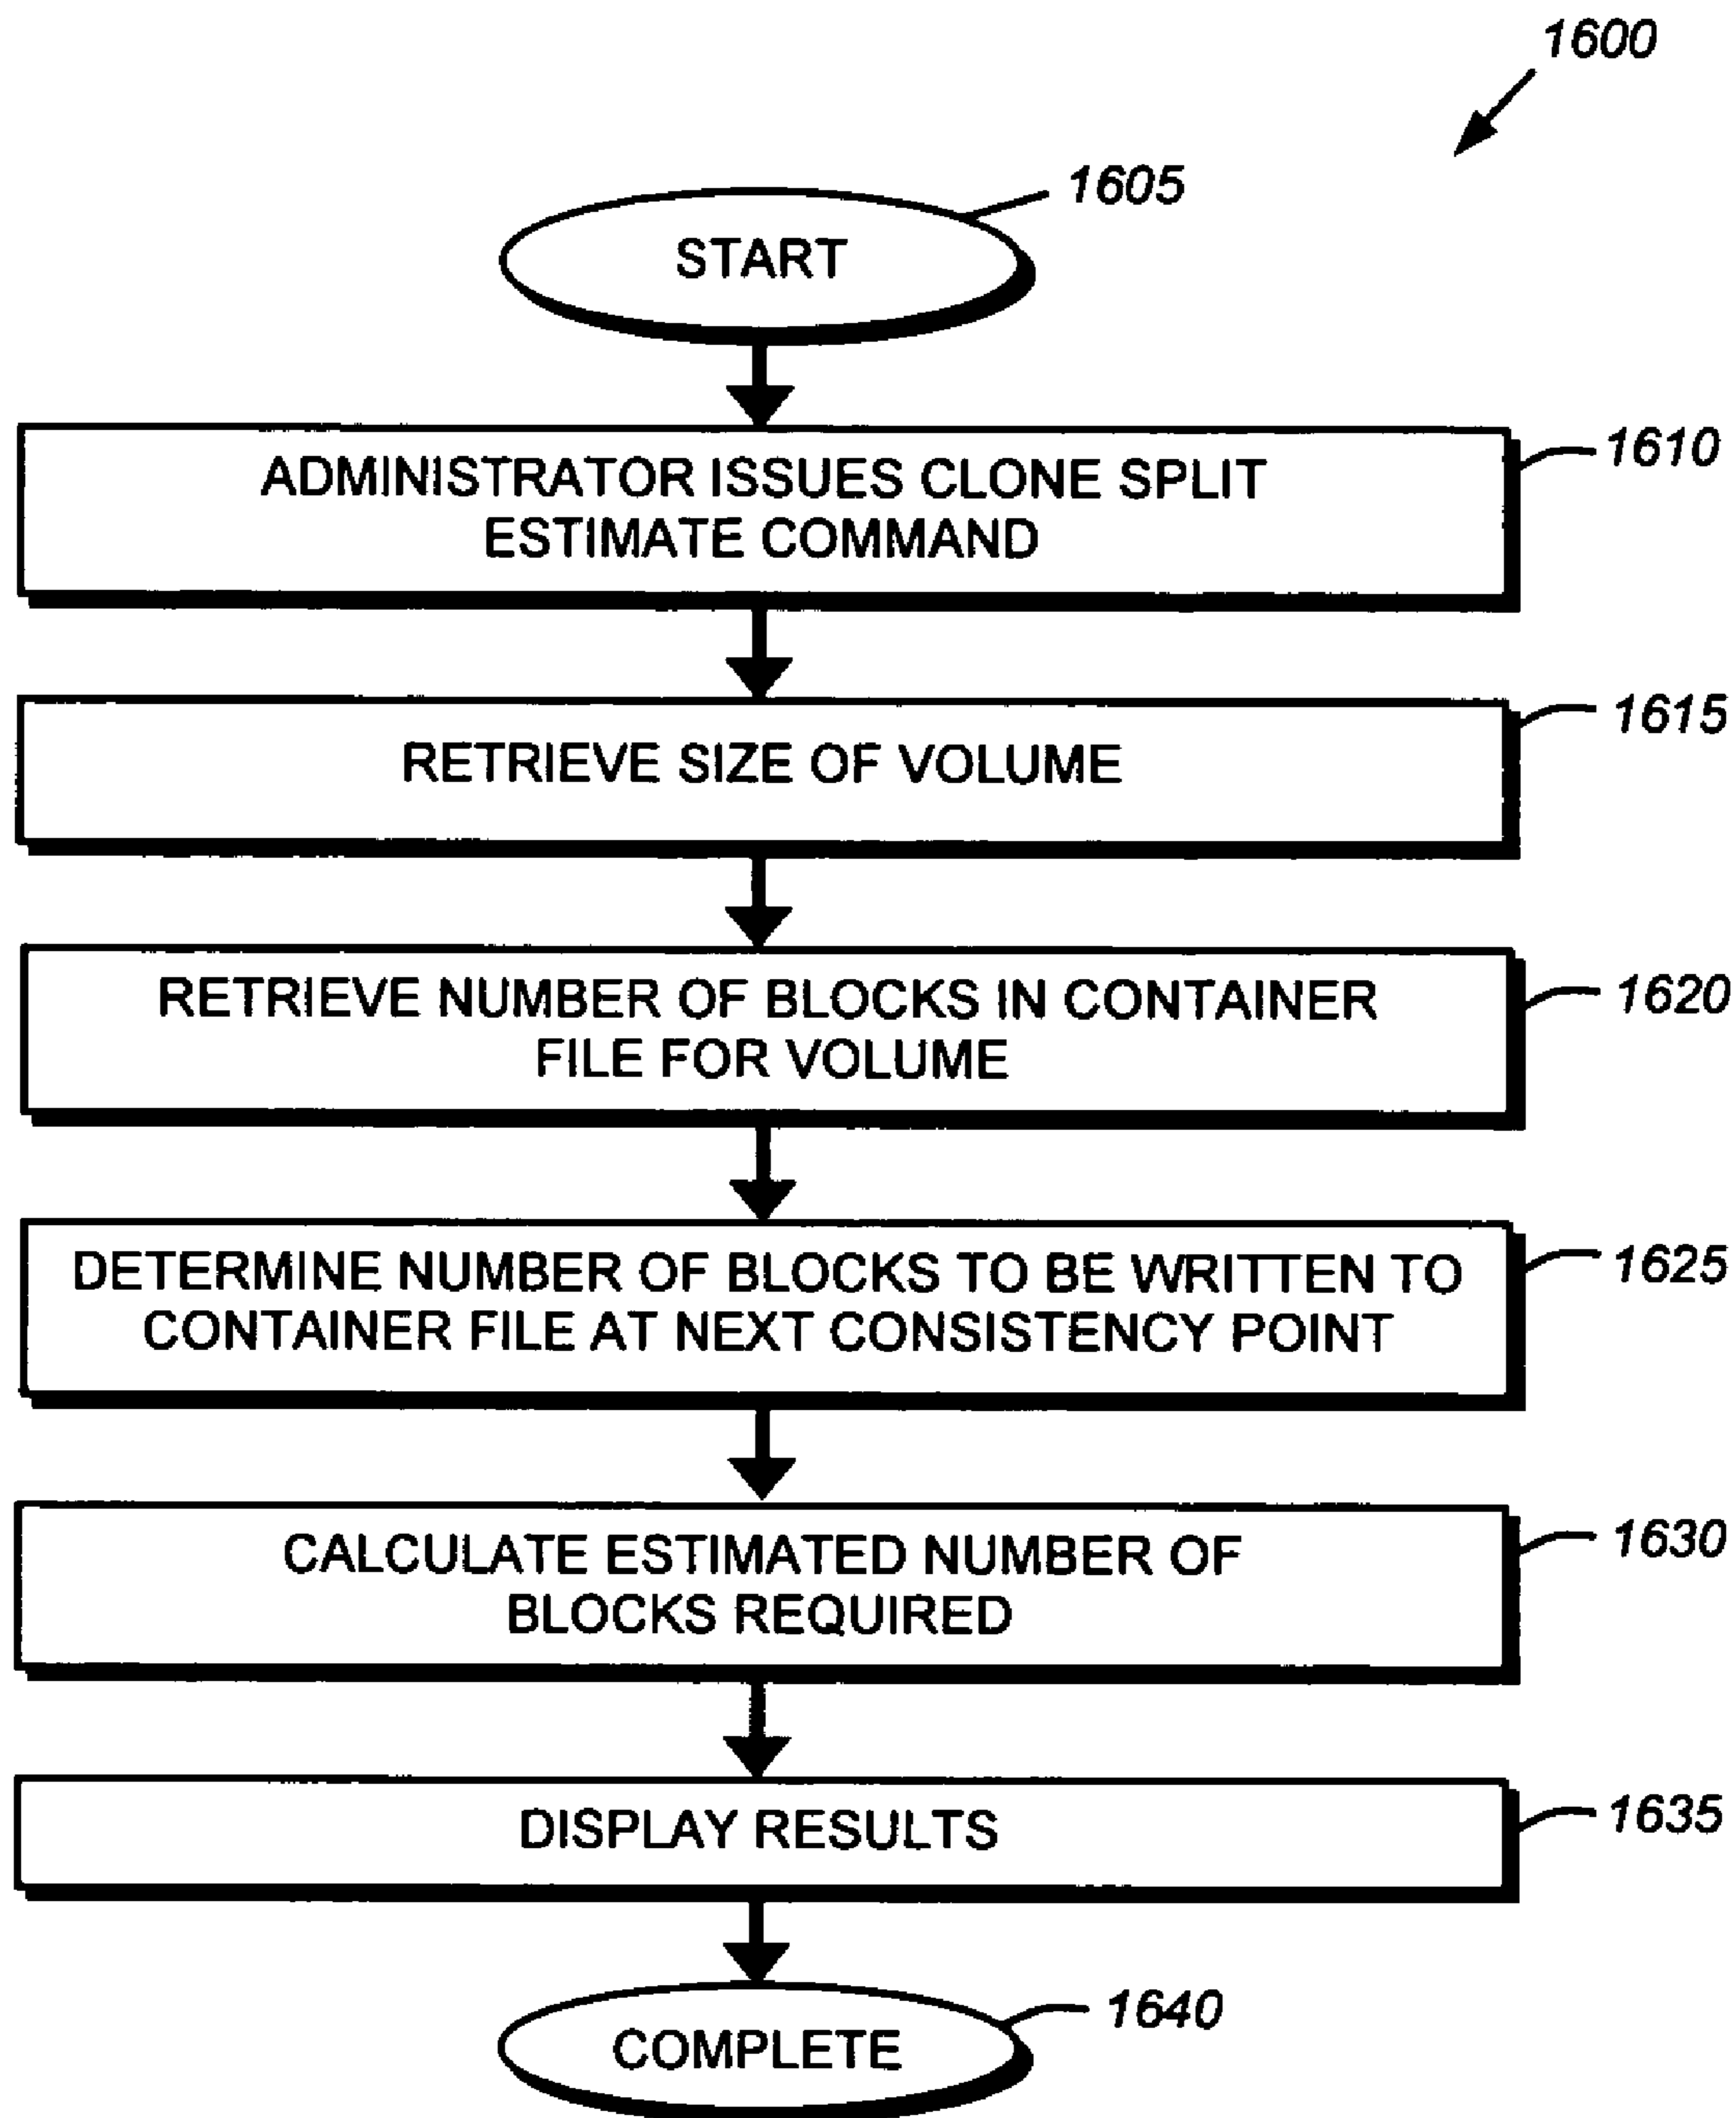 1600
1605
START
1610
ADMINISTRATOR ISSUES CLONE SPLIT
ESTIMATE COMMAND
1615
RETRIEVE SIZE OF VOLUME
1620
RETRIEVE NUMBER OF BLOCKS IN CONTAINER
FILE FOR VOLUME
1625
DETERMINE NUMBER OF BLOCKS TO BE WRITTEN TO
CONTAINER FILE AT NEXT CONSISTENCY POINT
1630
CALCULATE ESTIMATED NUMBER OF
BLOCKS REQUIRED
1635
DISPLAY RESULTS
1640
COMPLETE